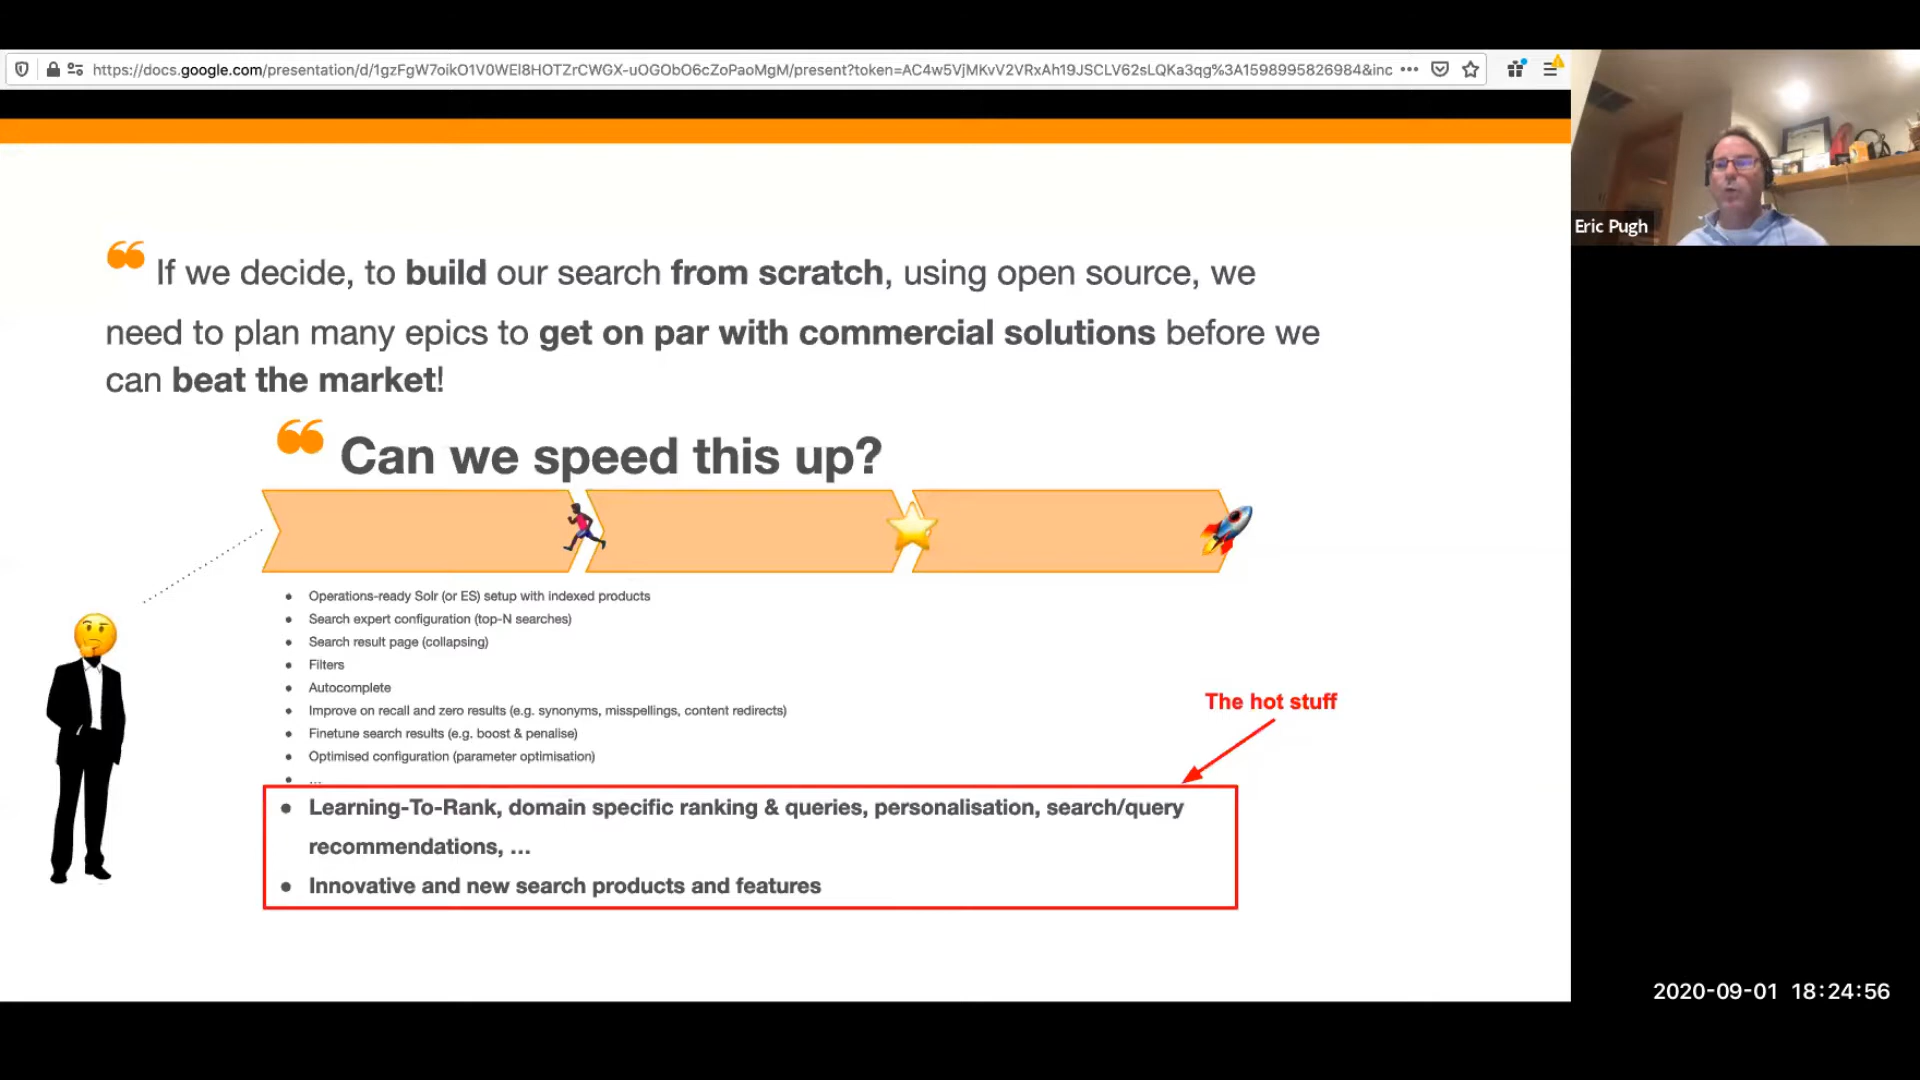 https://docs.google.com/presentation/d/1gzFgW7oikO1V0WEl8HOTZrCWGX-uOGObO6cZoPaoMgM/present?token=AC4w5VjMKvV2VRxAh19JSCLV62sLQKa3qg%3A1598995826984&inc
Eric Pugh
❝ If we decide, to build our search from scratch, using open source, we
need to plan many epics to get on par with commercial solutions before we
can beat the market!
❝ Can we speed this up?
● Operations-ready Solr (or ES) setup with indexed products
● Search expert configuration (top-N searches)
● Search result page (collapsing)
● Filters
● Autocomplete
● Improve on recall and zero results (e.g. synonyms, misspellings, content redirects)
● Finetune search results (e.g. boost & penalise)
● Optimised configuration (parameter optimisation)
● ...
The hot stuff
● Learning-To-Rank, domain specific ranking & queries, personalisation, search/query
recommendations, ...
● Innovative and new search products and features
2020-09-01 18:24:56